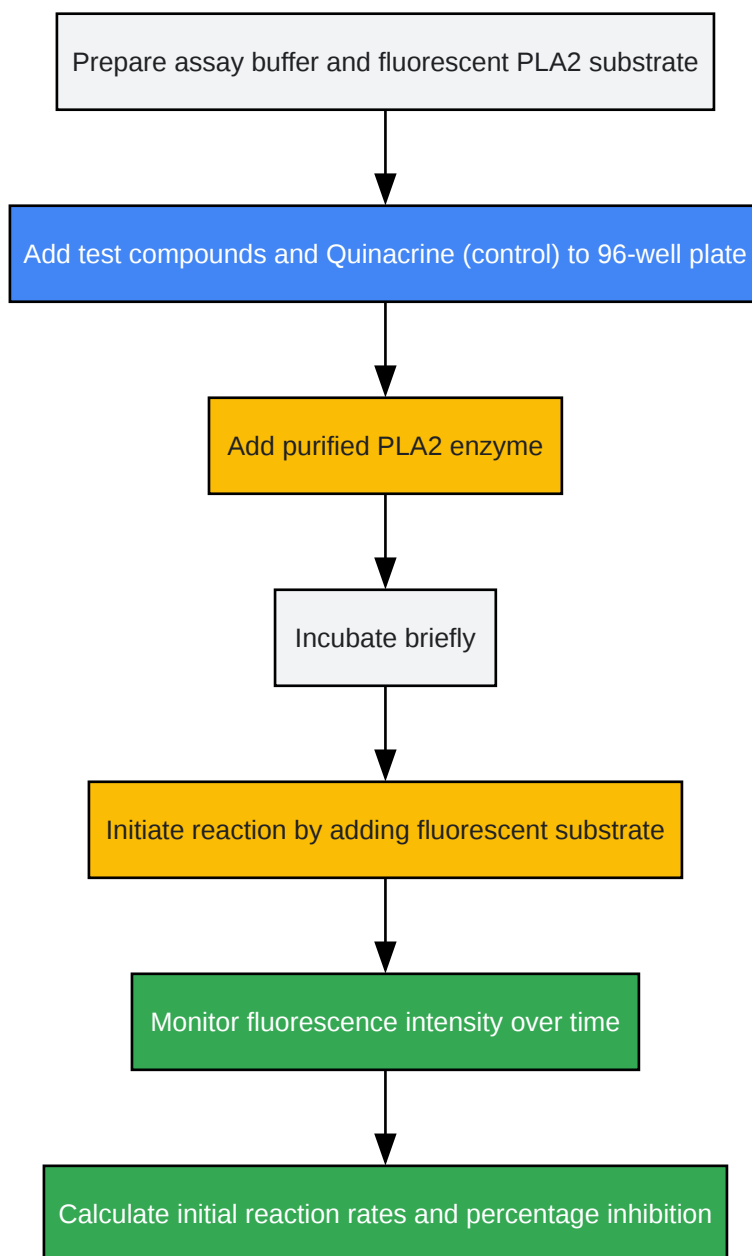 Prepare assay buffer and fluorescent PLA2 substrate
Add test compounds and Quinacrine (control) to 96-well plate
Add purified PLA2 enzyme
Incubate briefly
Initiate reaction by adding fluorescent substrate
Monitor fluorescence intensity over time
Calculate initial reaction rates and percentage inhibition